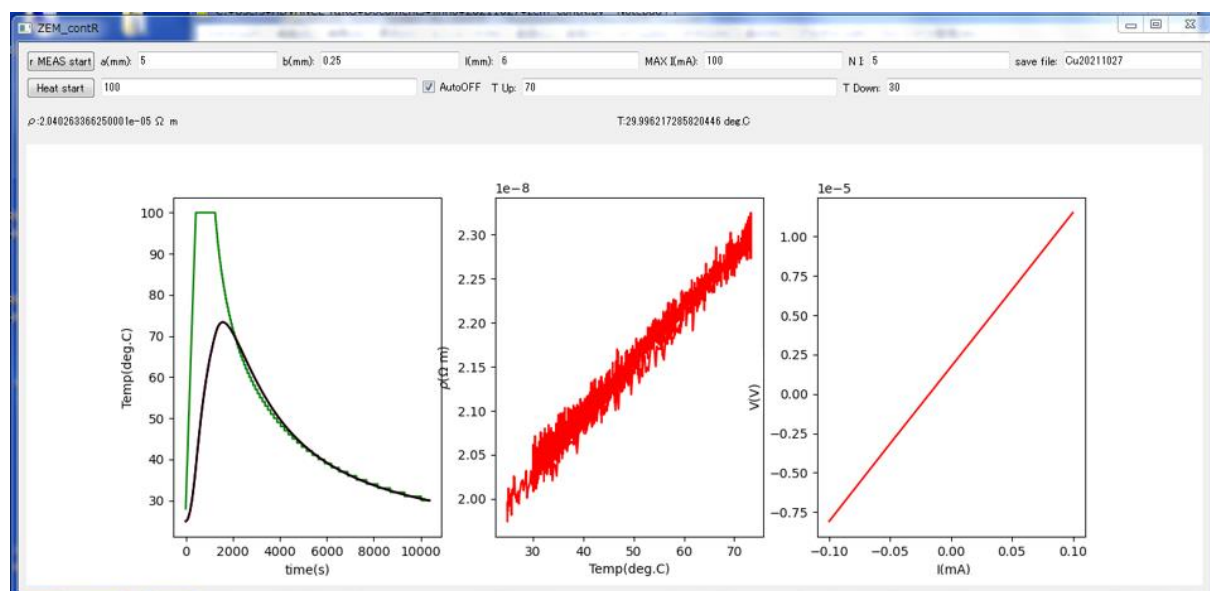 ZEM_contR
r MEAS start a(mm): 5 b(mm): 0.25 l(mm): 6 MAX I(mA): 100 N I: 5 save file: Cu20211027
Heat start 100 AutoOFF T Up: 70 T Down: 30
ρ:2.0402633662500001e-05 Ω m T:29.996217285820446 deg.C
100
90
80
70
60
50
40
30
Temp(deg.C)
0 2000 4000 6000 8000 10000
time(s)
1e−8
2.30
2.25
2.20
2.15
2.10
2.05
2.00
ρ(Ω m)
30 40 50 60 70
Temp(deg.C)
1e−5
1.00
0.75
0.50
0.25
0.00
−0.25
−0.50
−0.75
V(V)
−0.10 −0.05 0.00 0.05 0.10
I(mA)